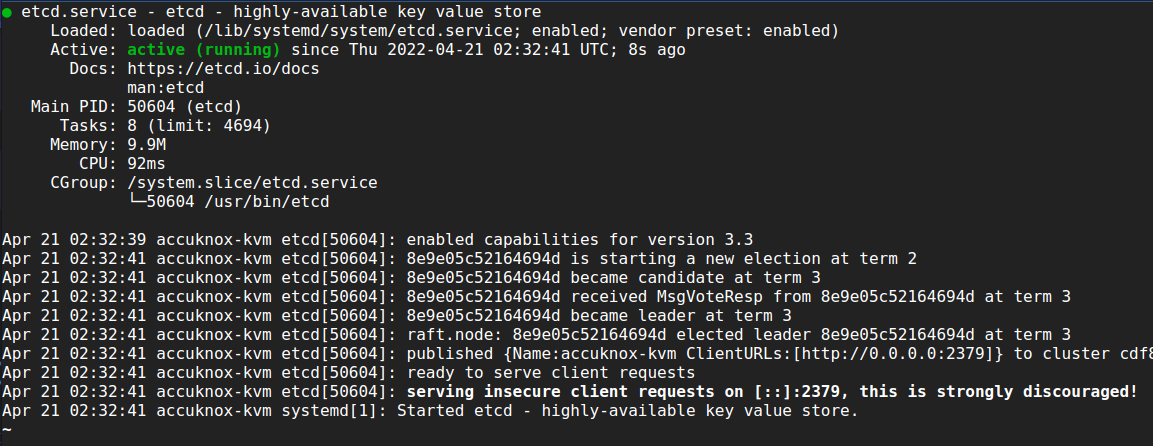 ● etcd.service - etcd - highly-available key value store
Loaded: loaded (/lib/systemd/system/etcd.service; enabled; vendor preset: enabled)
Active: active (running) since Thu 2022-04-21 02:32:41 UTC; 8s ago
Docs: https://etcd.io/docs
man:etcd
Main PID: 50604 (etcd)
Tasks: 8 (limit: 4694)
Memory: 9.9M
CPU: 92ms
CGroup: /system.slice/etcd.service
└─50604 /usr/bin/etcd
Apr 21 02:32:39 accuknox-kvm etcd[50604]: enabled capabilities for version 3.3
Apr 21 02:32:41 accuknox-kvm etcd[50604]: 8e9e05c52164694d is starting a new election at term 2
Apr 21 02:32:41 accuknox-kvm etcd[50604]: 8e9e05c52164694d became candidate at term 3
Apr 21 02:32:41 accuknox-kvm etcd[50604]: 8e9e05c52164694d received MsgVoteResp from 8e9e05c52164694d at term 3
Apr 21 02:32:41 accuknox-kvm etcd[50604]: 8e9e05c52164694d became leader at term 3
Apr 21 02:32:41 accuknox-kvm etcd[50604]: raft.node: 8e9e05c52164694d elected leader 8e9e05c52164694d at term 3
Apr 21 02:32:41 accuknox-kvm etcd[50604]: published {Name:accuknox-kvm ClientURLs:[http://0.0.0.0:2379]} to cluster cdf8
Apr 21 02:32:41 accuknox-kvm etcd[50604]: ready to serve client requests
Apr 21 02:32:41 accuknox-kvm etcd[50604]: serving insecure client requests on [::]:2379, this is strongly discouraged!
Apr 21 02:32:41 accuknox-kvm systemd[1]: Started etcd - highly-available key value store.
~